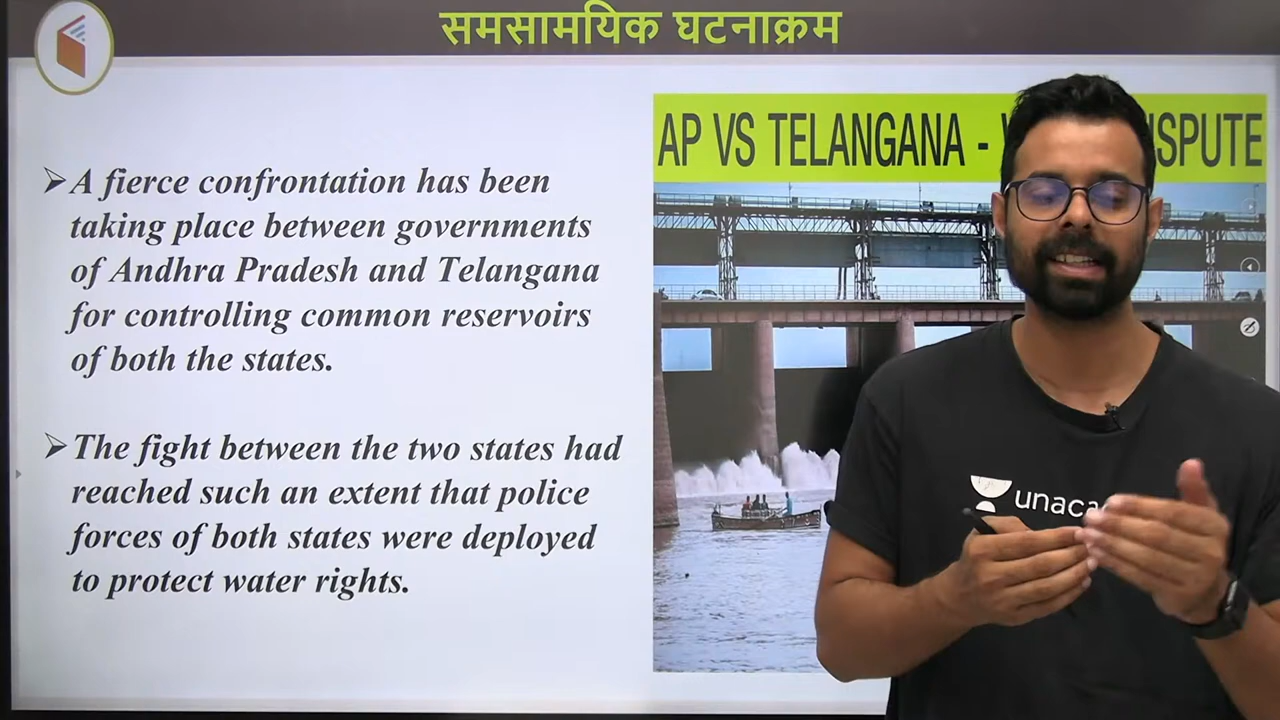 समसामयिक घटनाक्रम
AP VS TELANGANA -
➢ A fierce confrontation has been
taking place between governments
of Andhra Pradesh and Telangana
for controlling common reservoirs
of both the states.
➢ The fight between the two states had
reached such an extent that police
forces of both states were deployed
to protect water rights.